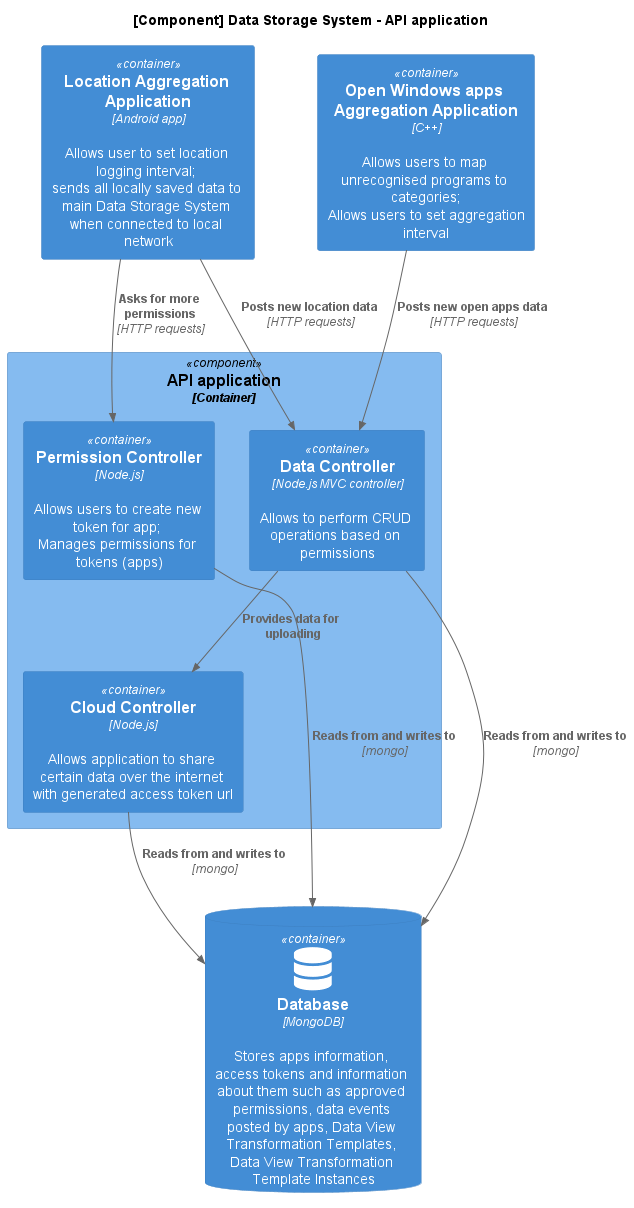 [Component] Data Storage System - API application
«container»
Location Aggregation
Application
[Android app]
Allows user to set location
logging interval;
sends all locally saved data to
main Data Storage System
when connected to local
network
«container»
Open Windows apps
Aggregation Application
[C++]
Allows users to map
unrecognised programs to
categories;
Allows users to set aggregation
interval
Asks for more
permissions
[HTTP requests]
Posts new location data
[HTTP requests]
Posts new open apps data
[HTTP requests]
«component»
API application
[Container]
«container»
Permission Controller
[Node.js]
Allows users to create new
token for app;
Manages permissions for
tokens (apps)
«container»
Data Controller
[Node.js MVC controller]
Allows to perform CRUD
operations based on
permissions
Provides data for
uploading
«container»
Cloud Controller
[Node.js]
Allows application to share
certain data over the internet
with generated access token url
Reads from and writes to
[mongo]
Reads from and writes to
[mongo]
Reads from and writes to
[mongo]
«container»
Database
[MongoDB]
Stores apps information,
access tokens and information
about them such as approved
permissions, data events
posted by apps, Data View
Transformation Templates,
Data View Transformation
Template Instances